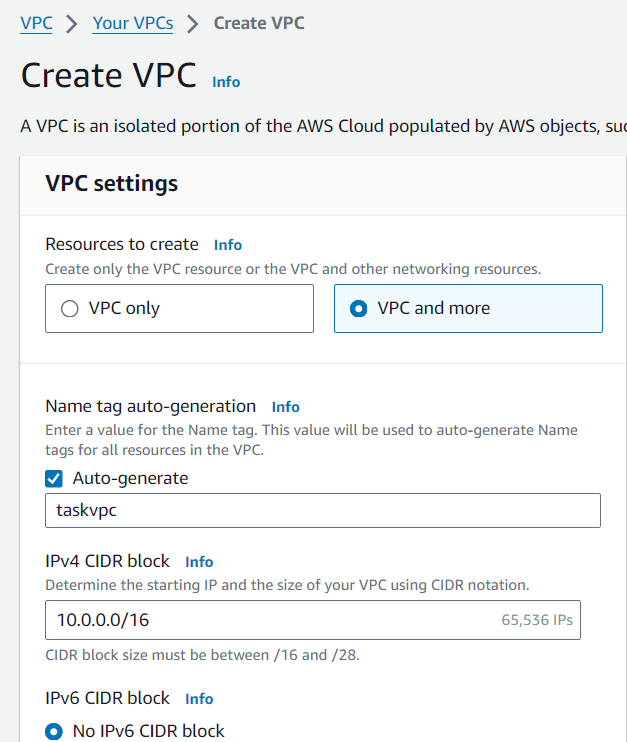 VPC > Your VPCs > Create VPC
Create VPC Info
A VPC is an isolated portion of the AWS Cloud populated by AWS objects,
VPC settings
Resources to create Info
Create only the VPC resource or the VPC and other networking resources.
VPC only VPC and more
Name tag auto-generation Info
Enter a value for the Name tag. This value will be used to auto-generate Name
tags for all resources in the VPC.
Auto-generate
taskvpc
IPv4 CIDR block Info
Determine the starting IP and the size of your VPC using CIDR notation.
10.0.0.0/16 65,536 IPs
CIDR block size must be between /16 and /28.
IPv6 CIDR block Info
No IPv6 CIDR block